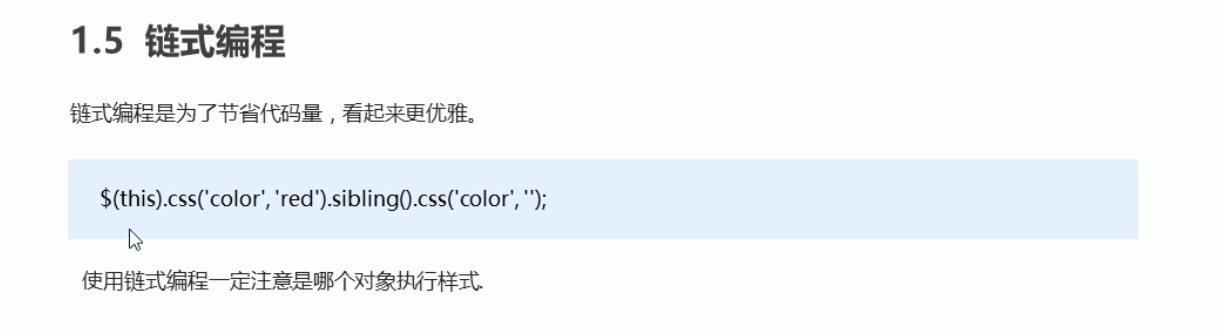 1.5 链式编程
链式编程是为了节省代码量，看起来更优雅。
$(this).css('color', 'red').sibling().css('color', '');
使用链式编程一定注意是哪个对象执行样式.